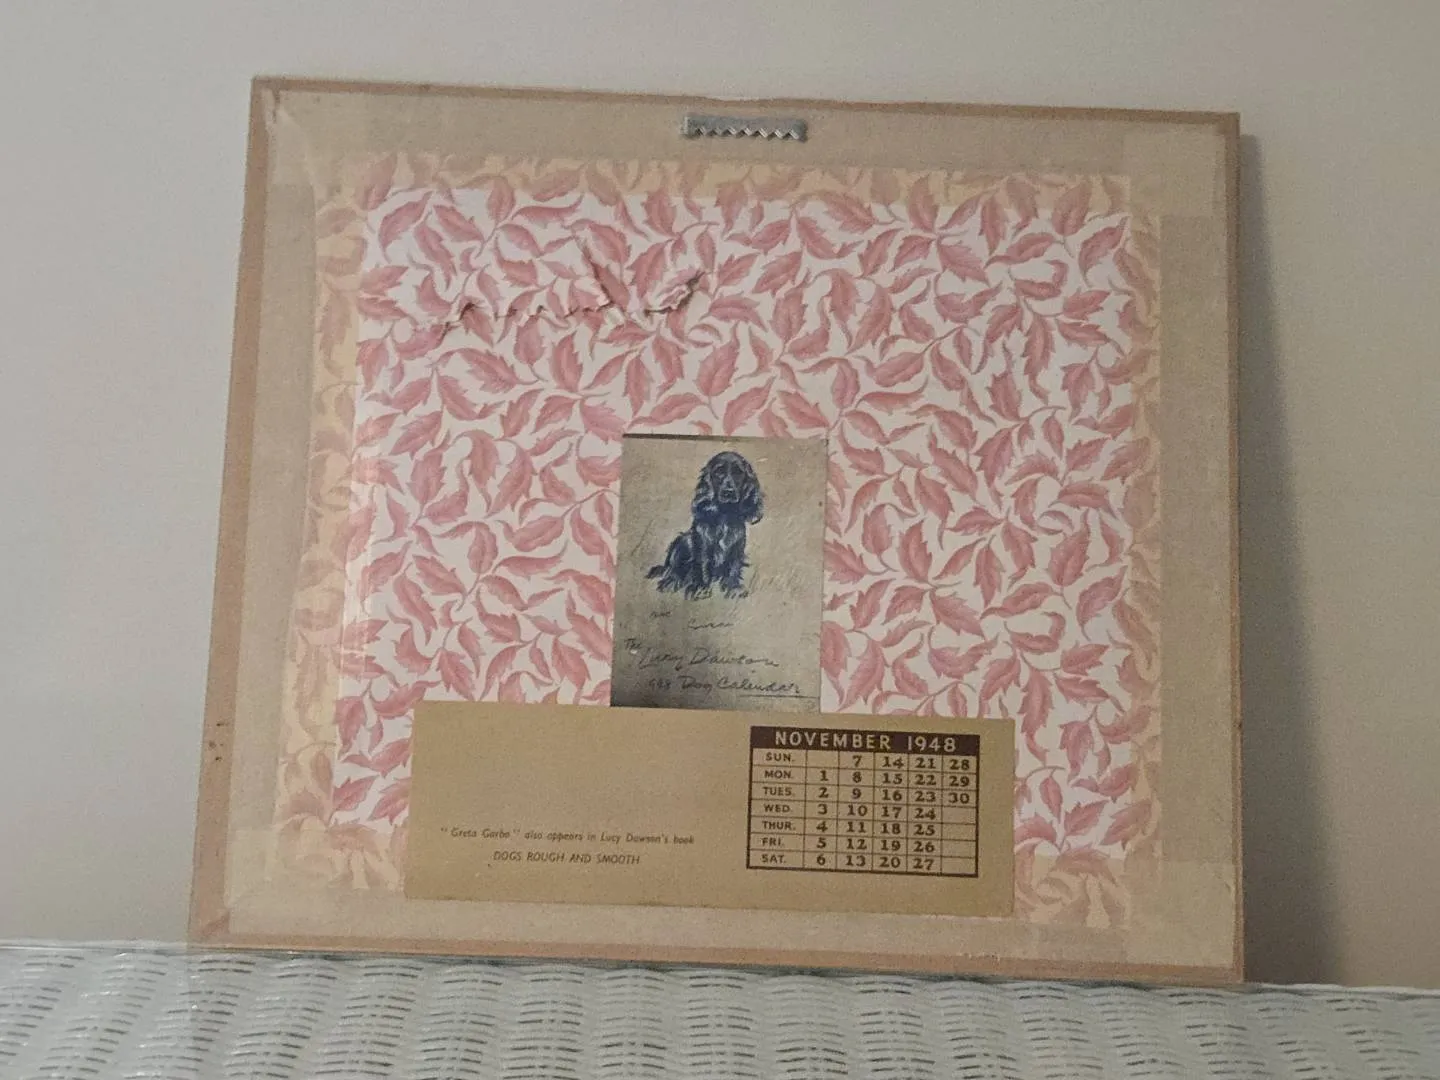 The
Lucy Dawson
1948 Dog Calendar
NOVEMBER 1948
SUN. 7 14 21 28
MON. 1 8 15 22 29
TUES. 2 9 16 23 30
WED. 3 10 17 24
THUR. 4 11 18 25
FRI. 5 12 19 26
SAT. 6 13 20 27
"Greta Garbo" also appears in Lucy Dawson's book
DOGS ROUGH AND SMOOTH